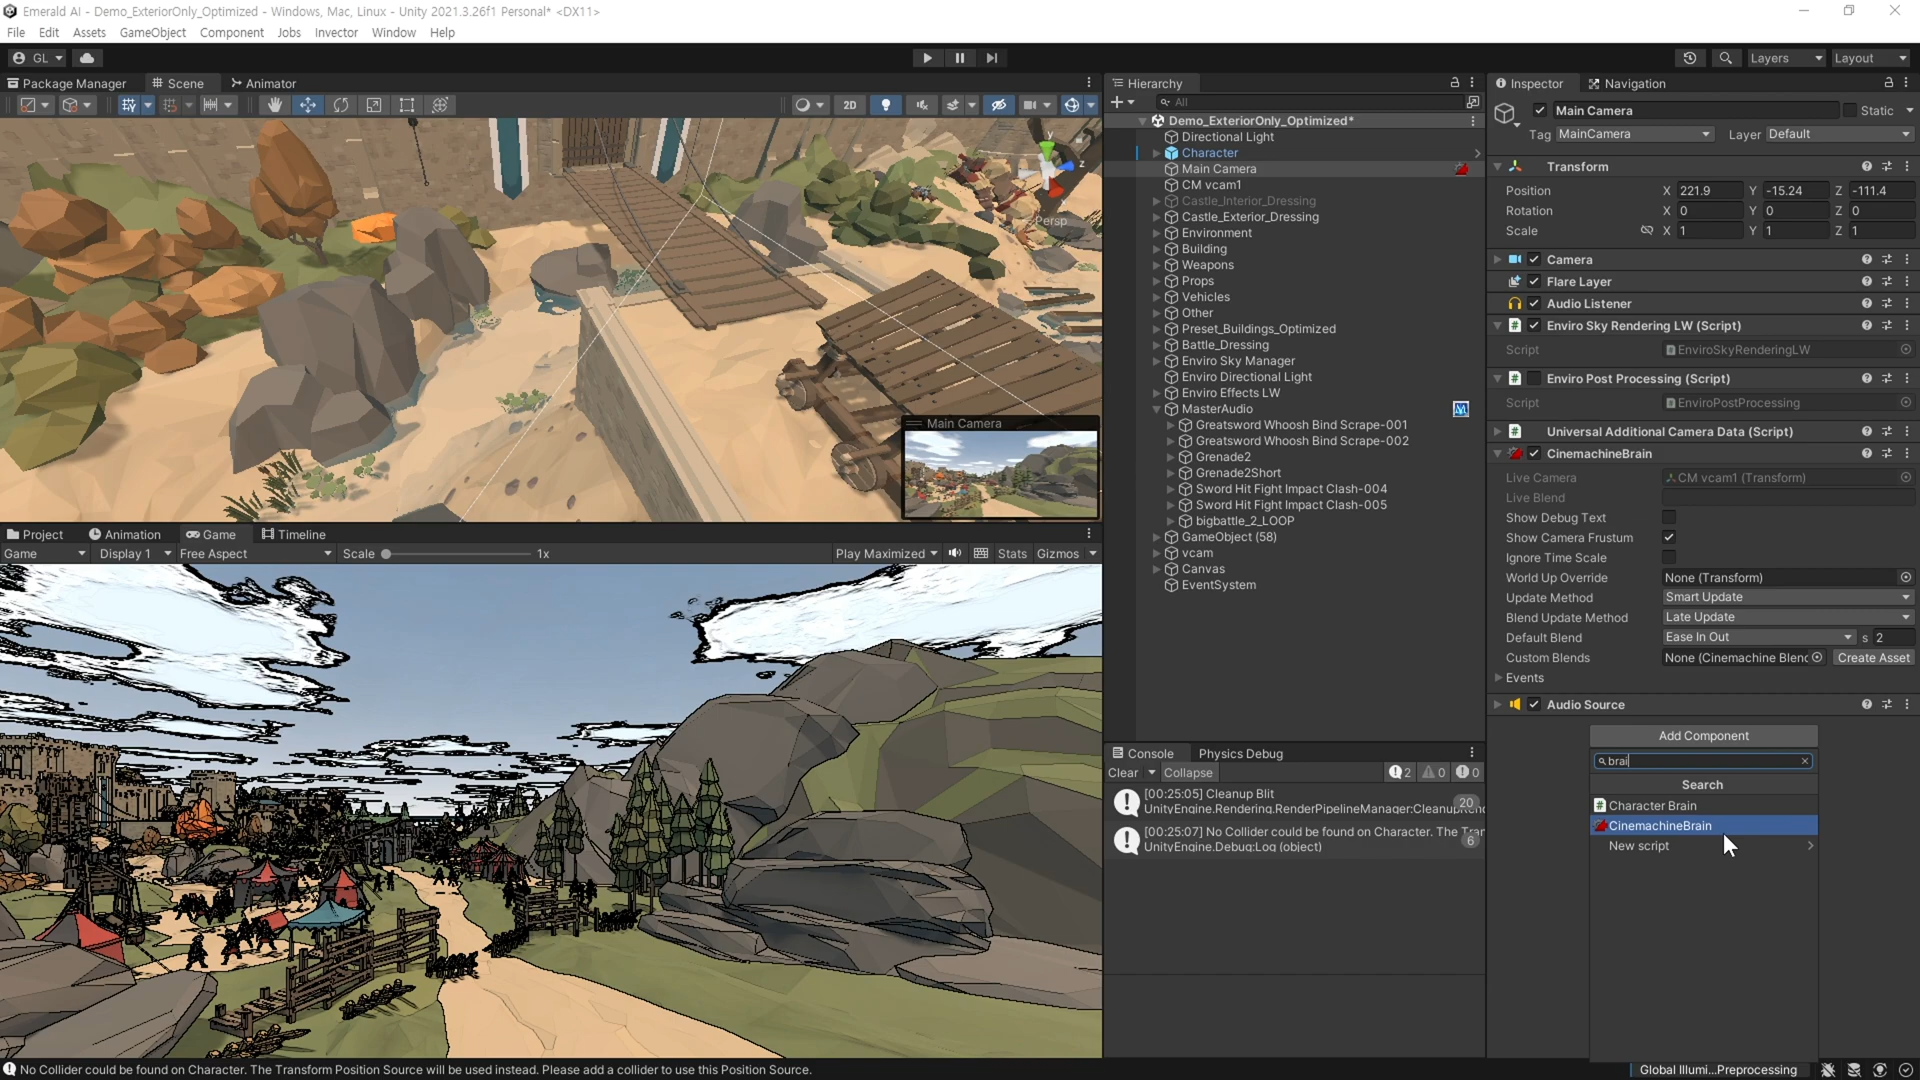 Emerald AI - Demo_ExteriorOnly_Optimized - Windows, Mac, Linux - Unity 2021.3.26f1 Personal* <DX11>
File Edit Assets GameObject Component Jobs Invector Window Help
GL
Layers Layout
Package Manager Scene Animator
2D
y
z
Persp
Main Camera
Project Animation Game Timeline
Game Display 1 Free Aspect Scale 1x Play Maximized Stats Gizmos
Hierarchy
All
Demo_ExteriorOnly_Optimized*
Directional Light
Character
Main Camera
CM vcam1
Castle_Interior_Dressing
Castle_Exterior_Dressing
Environment
Building
Weapons
Props
Vehicles
Other
Preset_Buildings_Optimized
Battle_Dressing
Enviro Sky Manager
Enviro Directional Light
Enviro Effects LW
MasterAudio
Greatsword Whoosh Bind Scrape-001
Greatsword Whoosh Bind Scrape-002
Grenade2
Grenade2Short
Sword Hit Fight Impact Clash-004
Sword Hit Fight Impact Clash-005
bigbattle_2_LOOP
GameObject (58)
vcam
Canvas
EventSystem
Console Physics Debug
Clear Collapse 2 0 0
[00:25:05] Cleanup Blit
UnityEngine.Rendering.RenderPipelineManager:CleanupRend
20
[00:25:07] No Collider could be found on Character. The Tran
UnityEngine.Debug:Log (object)
6
Inspector Navigation
Main Camera Static
Tag MainCamera Layer Default
Transform
Position X 221.9 Y -15.24 Z -111.4
Rotation X 0 Y 0 Z 0
Scale X 1 Y 1 Z 1
Camera
Flare Layer
Audio Listener
Enviro Sky Rendering LW (Script)
Script EnviroSkyRenderingLW
Enviro Post Processing (Script)
Script EnviroPostProcessing
Universal Additional Camera Data (Script)
CinemachineBrain
Live Camera CM vcam1 (Transform)
Live Blend
Show Debug Text
Show Camera Frustum
Ignore Time Scale
World Up Override None (Transform)
Update Method Smart Update
Blend Update Method Late Update
Default Blend Ease In Out s 2
Custom Blends None (Cinemachine Blend Create Asset
Events
Audio Source
Add Component
brai
Search
Character Brain
CinemachineBrain
New script
No Collider could be found on Character. The Transform Position Source will be used instead. Please add a collider to use this Position Source.
Global Illumi...Preprocessing